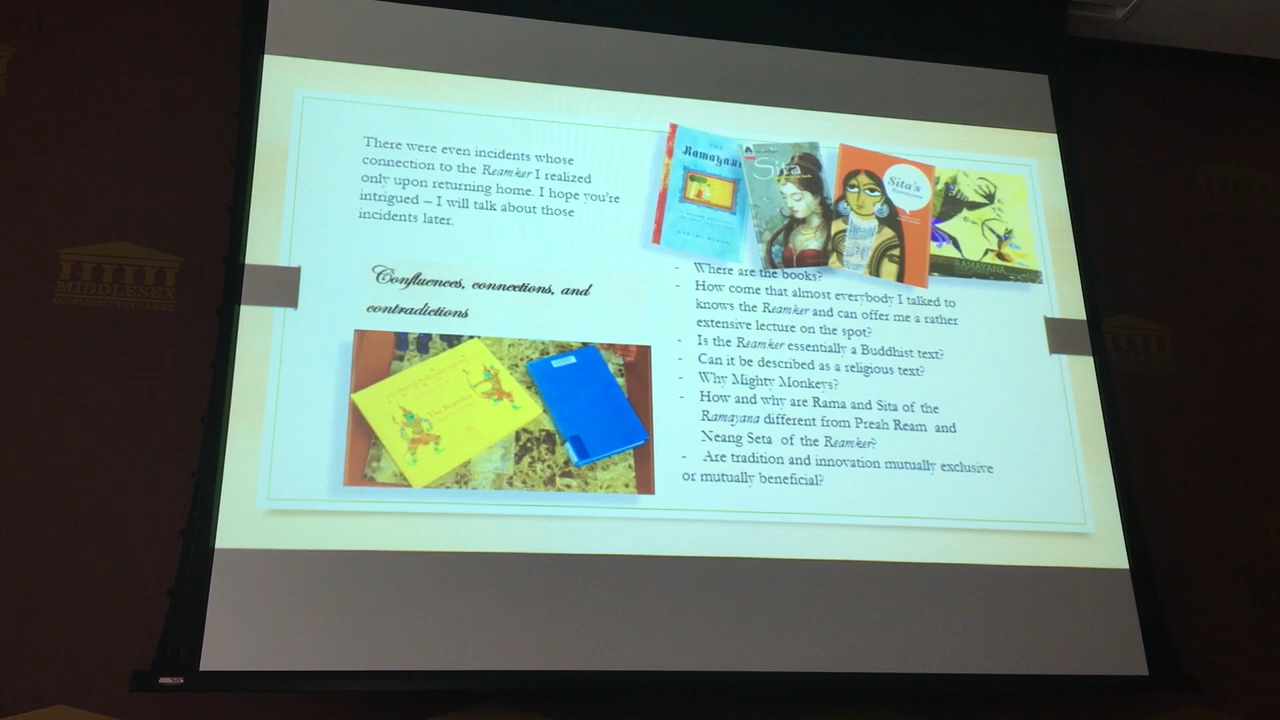 There were even incidents whose
connection to the Reamker I realized
only upon returning home. I hope you're
intrigued – I will talk about those
incidents later.
Confluences, connections, and
contradictions
The Reamker
THE
Ramayana
Sita
Sita's
Ramayana
RAMAYANA
- Where are the books?
- How come that almost everybody I talked to
knows the Reamker and can offer me a rather
extensive lecture on the spot?
- Is the Reamker essentially a Buddhist text?
- Can it be described as a religious text?
- Why Mighty Monkeys?
- How and why are Rama and Sita of the
Ramayana different from Preah Ream and
Neang Seta of the Reamker?
- Are tradition and innovation mutually exclusive
or mutually beneficial?
MIDDLESEX
COMMUNITY COLLEGE